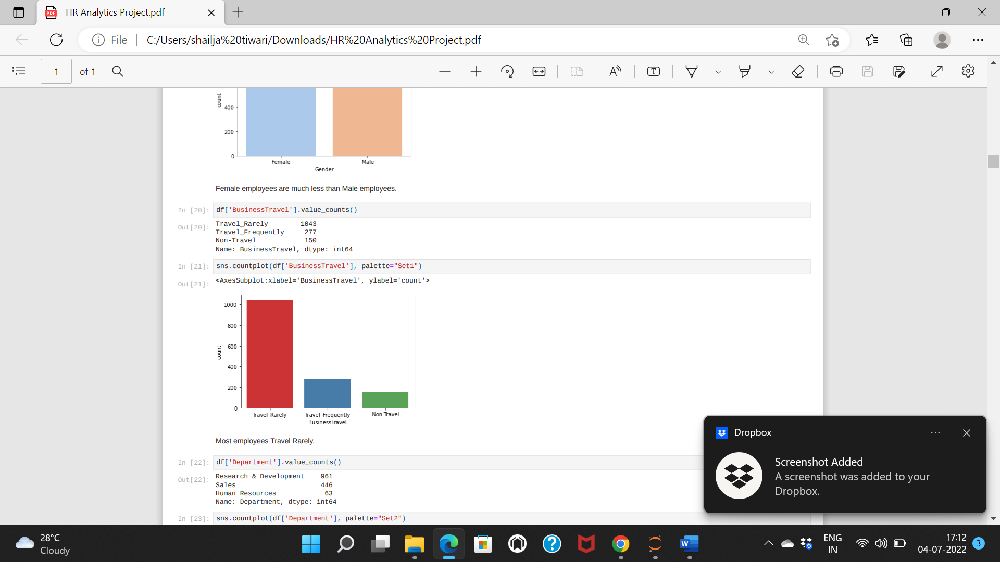 HR Analytics Project.pdf
File
C:/Users/shailja%20tiwari/Downloads/HR%20Analytics%20Project.pdf
1 of 1
count
400
200
0
Female Male
Gender
Female employees are much less than Male employees.
In [20]: df['BusinessTravel'].value_counts()
Out[20]: Travel_Rarely 1043
Travel_Frequently 277
Non-Travel 150
Name: BusinessTravel, dtype: int64
In [21]: sns.countplot(df['BusinessTravel'], palette="Set1")
Out[21]: <AxesSubplot:xlabel='BusinessTravel', ylabel='count'>
1000
800
600
400
200
0
count
Travel_Rarely Travel_Frequently Non-Travel
BusinessTravel
Most employees Travel Rarely.
In [22]: df['Department'].value_counts()
Out[22]: Research & Development 961
Sales 446
Human Resources 63
Name: Department, dtype: int64
In [23]: sns.countplot(df['Department'], palette="Set2")
Dropbox
Screenshot Added
A screenshot was added to your
Dropbox.
28°C
Cloudy
ENG
IN
17:12
04-07-2022
3